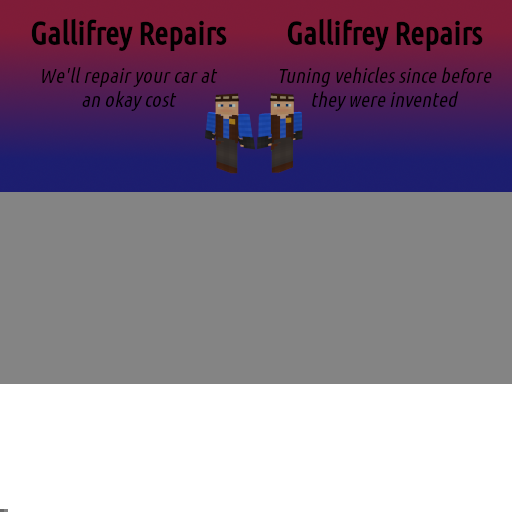 Gallifrey Repairs
We'll repair your car at
an okay cost
Gallifrey Repairs
Tuning vehicles since before
they were invented